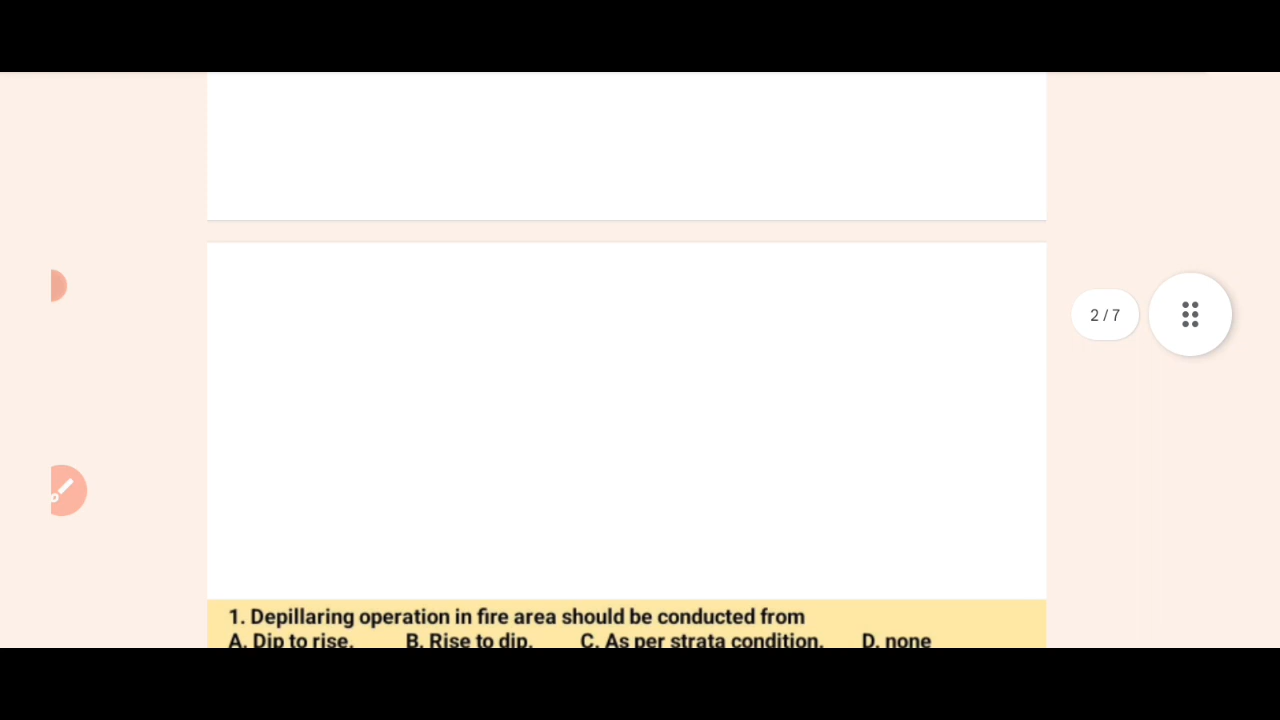 2 / 7
1. Depillaring operation in fire area should be conducted from
A. Dip to rise. B. Rise to dip. C. As per strata condition. D. none